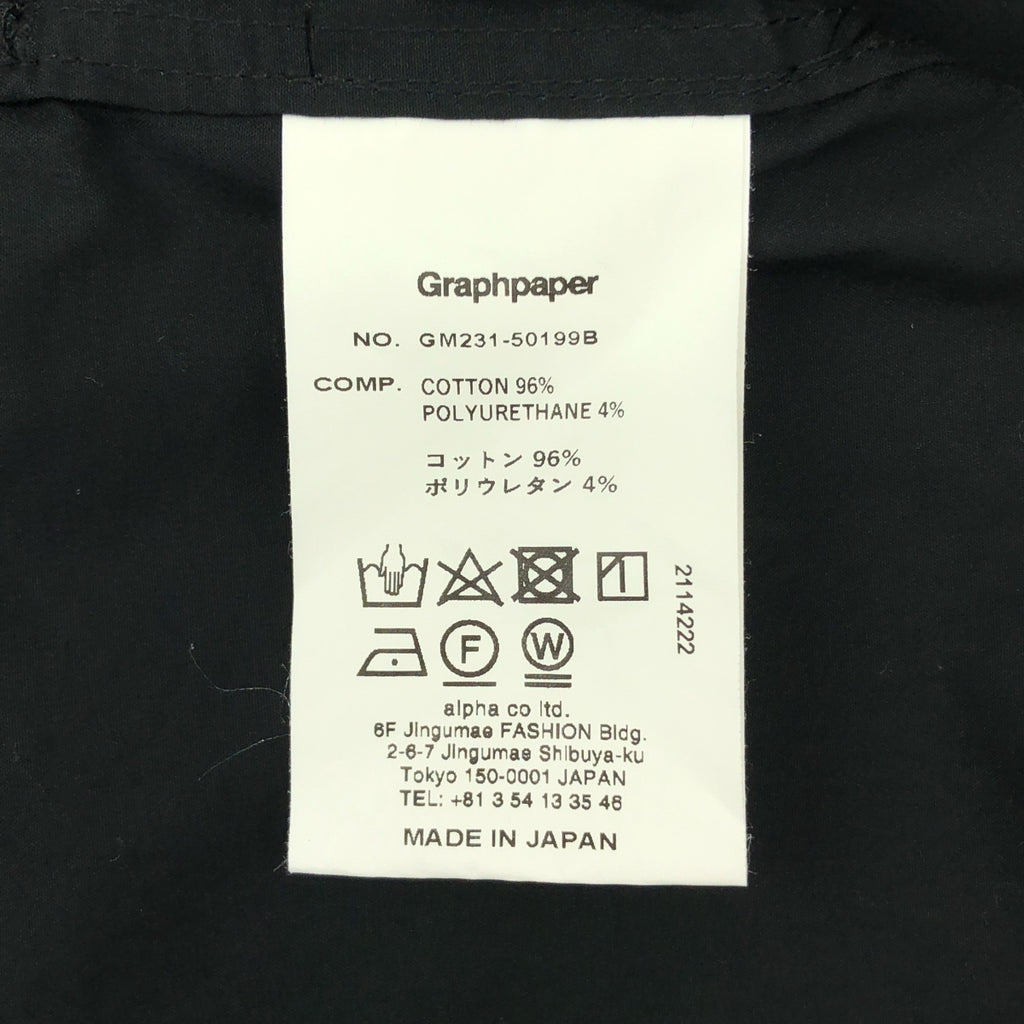 Graphpaper
NO. GM231-50199B
COMP. COTTON 96%
POLYURETHANE 4%
コットン 96%
ポリウレタン 4%
2114222
F
W
alpha co ltd.
6F Jingumae FASHION Bldg.
2-6-7 Jingumae Shibuya-ku
Tokyo 150-0001 JAPAN
TEL: +81 3 54 13 35 46
MADE IN JAPAN